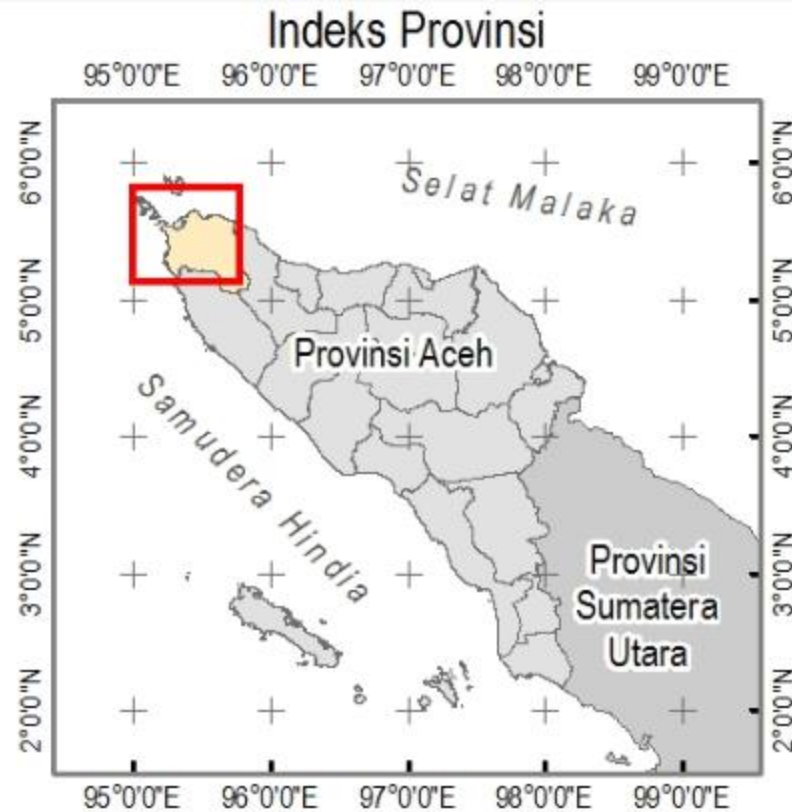 Indeks Provinsi
95°0'0"E 96°0'0"E 97°0'0"E 98°0'0"E 99°0'0"E
6°0'0"N 6°0'0"N
Selat Malaka
5°0'0"N 5°0'0"N
Provinsi Aceh
4°0'0"N 4°0'0"N
Samudera Hindia
3°0'0"N 3°0'0"N
Provinsi
Sumatera
Utara
2°0'0"N 2°0'0"N
95°0'0"E 96°0'0"E 97°0'0"E 98°0'0"E 99°0'0"E